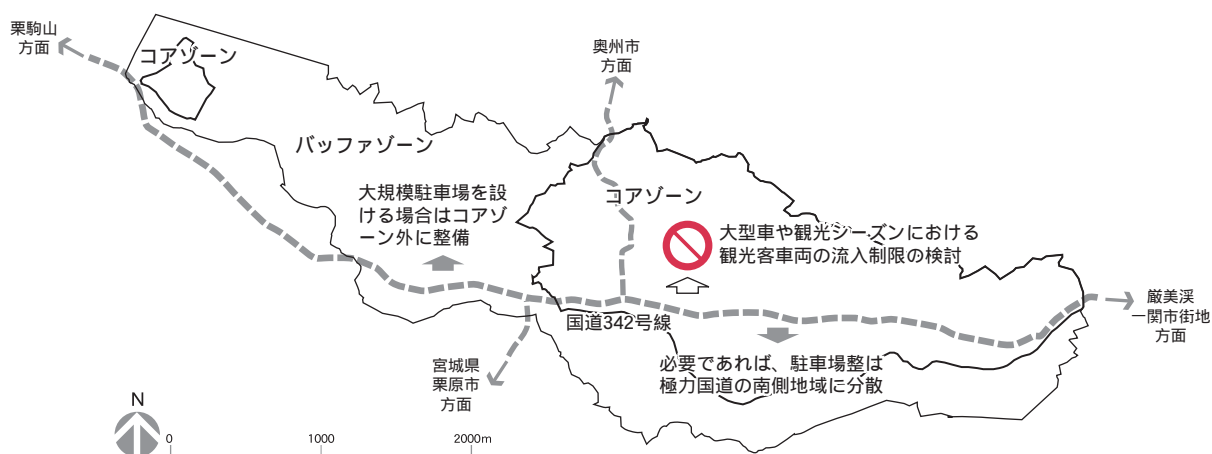 栗駒山
方面
コアゾーン
奥州市
方面
バッファゾーン
大規模駐車場を設
ける場合はコアゾ
ーン外に整備
コアゾーン
大型車や観光シーズンにおける
観光客車両の流入制限の検討
国道342号線
厳美渓
一関市街地
方面
必要であれば、駐車場整は
極力国道の南側地域に分散
宮城県
栗原市
方面
N
0 1000 2000m